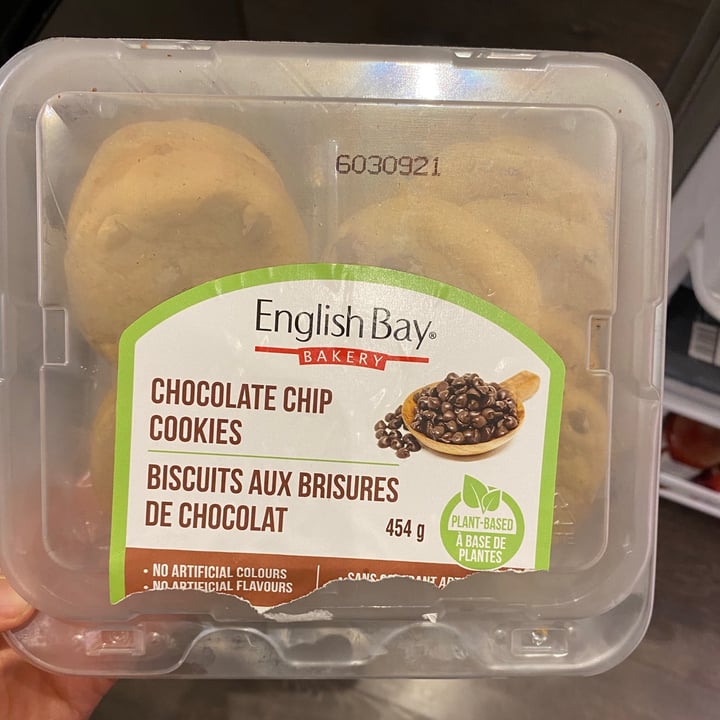 6030921
English Bay®
BAKERY
CHOCOLATE CHIP
COOKIES
BISCUITS AUX BRISURES
DE CHOCOLAT
454 g
PLANT-BASED
À BASE DE
PLANTES
• NO ARTIFICIAL COLOURS
• NO ARTIFICIAL FLAVOURS
• SANS